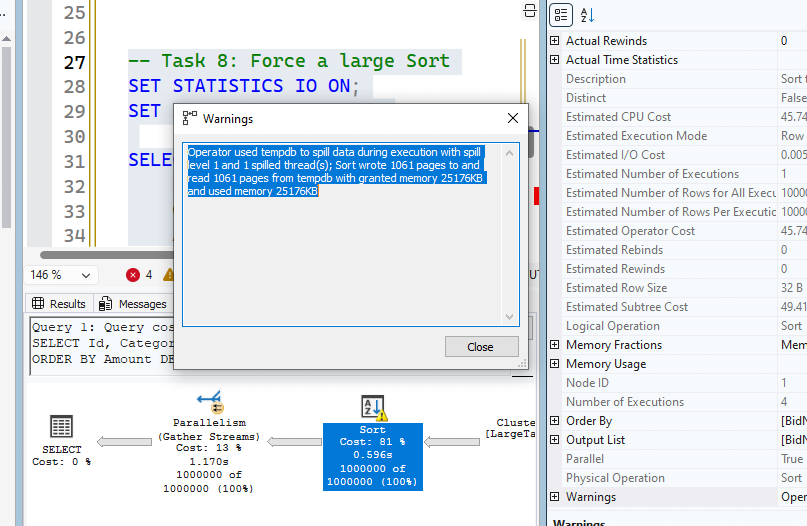 25
26
27 -- Task 8: Force a large Sort
28 SET STATISTICS IO ON;
29 SET
30
31
32
33
34
Warnings
Operator used tempdb to spill data during execution with spill
level 1 and 1 spilled thread(s); Sort wrote 1061 pages to and
read 1061 pages from tempdb with granted memory 25176KB
and used memory 25176KB
Close
146 %
4
Results
Messages
Query 1: Query cos
SELECT Id, Categor
ORDER BY Amount DE
SELECT
Cost: 0 %
Parallelism
(Gather Streams)
Cost: 13 %
1.170s
1000000 of
1000000 (100%)
Sort
Cost: 81 %
0.596s
1000000 of
1000000 (100%)
Cluste
[LargeTa
Actual Rewinds 0
Actual Time Statistics
Description Sort t
Distinct False
Estimated CPU Cost 45.74
Estimated Execution Mode Row
Estimated I/O Cost 0.005
Estimated Number of Executions 1
Estimated Number of Rows for All Execu 10000
Estimated Number of Rows Per Executic 10000
Estimated Operator Cost 45.74
Estimated Rebinds 0
Estimated Rewinds 0
Estimated Row Size 32 B
Estimated Subtree Cost 49.41
Logical Operation Sort
Memory Fractions Mem
Memory Usage
Node ID 1
Number of Executions 4
Order By [BidN
Output List [BidN
Parallel True
Physical Operation Sort
Warnings Oper
Warnings